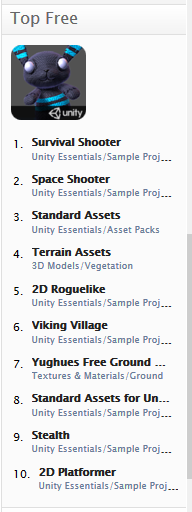 Top Free
unity
1. Survival Shooter
Unity Essentials/Sample Proj...
2. Space Shooter
Unity Essentials/Sample Proj...
3. Standard Assets
Unity Essentials/Asset Packs
4. Terrain Assets
3D Models/Vegetation
5. 2D Roguelike
Unity Essentials/Sample Proj...
6. Viking Village
Unity Essentials/Sample Proj...
7. Yughues Free Ground ...
Textures & Materials/Ground
8. Standard Assets for Un...
Unity Essentials/Sample Proj...
9. Stealth
Unity Essentials/Sample Proj...
10. 2D Platformer
Unity Essentials/Sample Proj...